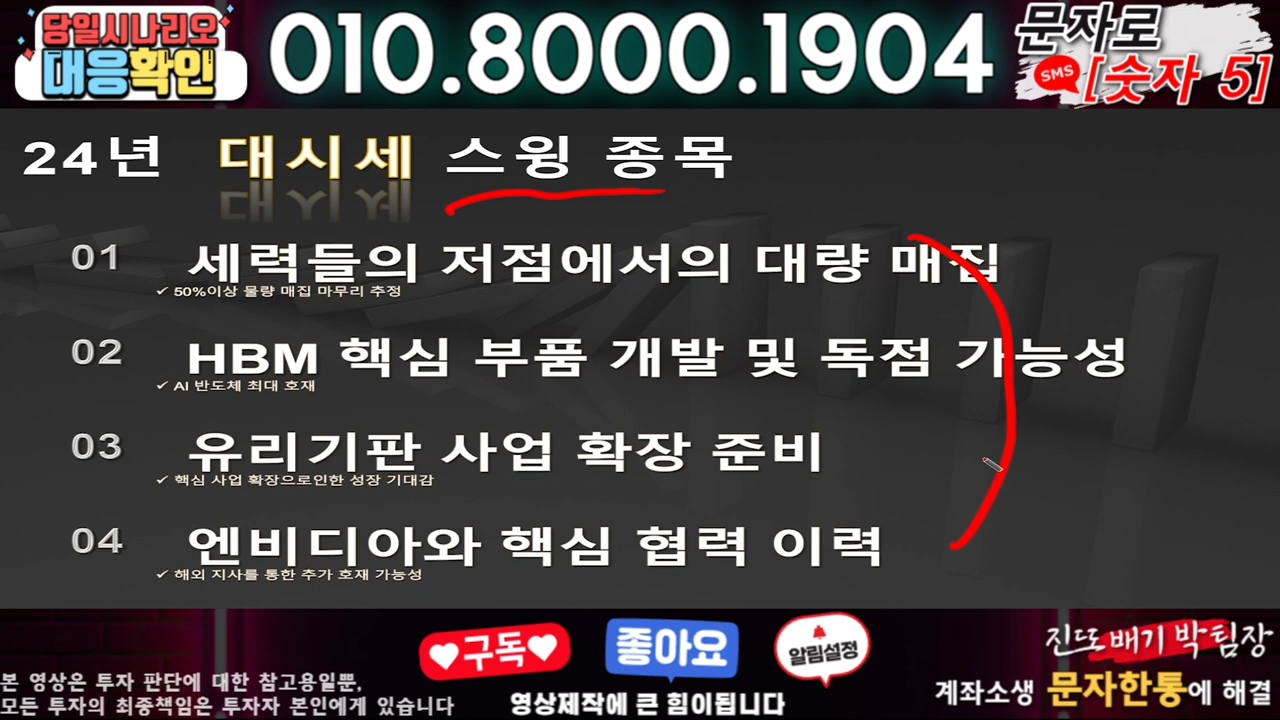 당일시나리오
대응확인
010.8000.1904
문자로
SMS [숫자 5]
24년 대시세 스윙 종목
01 세력들의 저점에서의 대량 매집
✓ 50%이상 물량 매집 마무리 추정
02 HBM 핵심 부품 개발 및 독점 가능성
✓ AI 반도체 최대 호재
03 유리기판 사업 확장 준비
✓ 핵심 사업 확장으로인한 성장 기대감
04 엔비디아와 핵심 협력 이력
✓ 해외 지사를 통한 추가 호재 가능성
구독
좋아요
알림설정
영상제작에 큰 힘이됩니다
본 영상은 투자 판단에 대한 참고용일뿐,
모든 투자의 최종책임은 투자자 본인에게 있습니다
진또배기 박팀장
계좌소생 문자한통에 해결